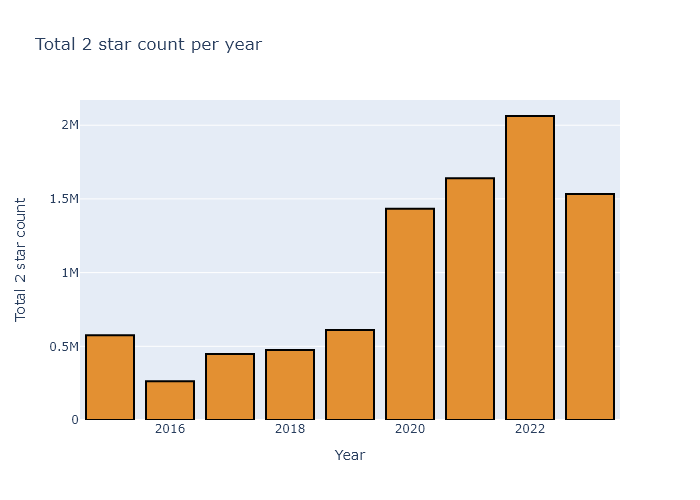 Total 2 star count per year
Total 2 star count
2M
1.5M
1M
0.5M
0
2016
2018
2020
2022
Year